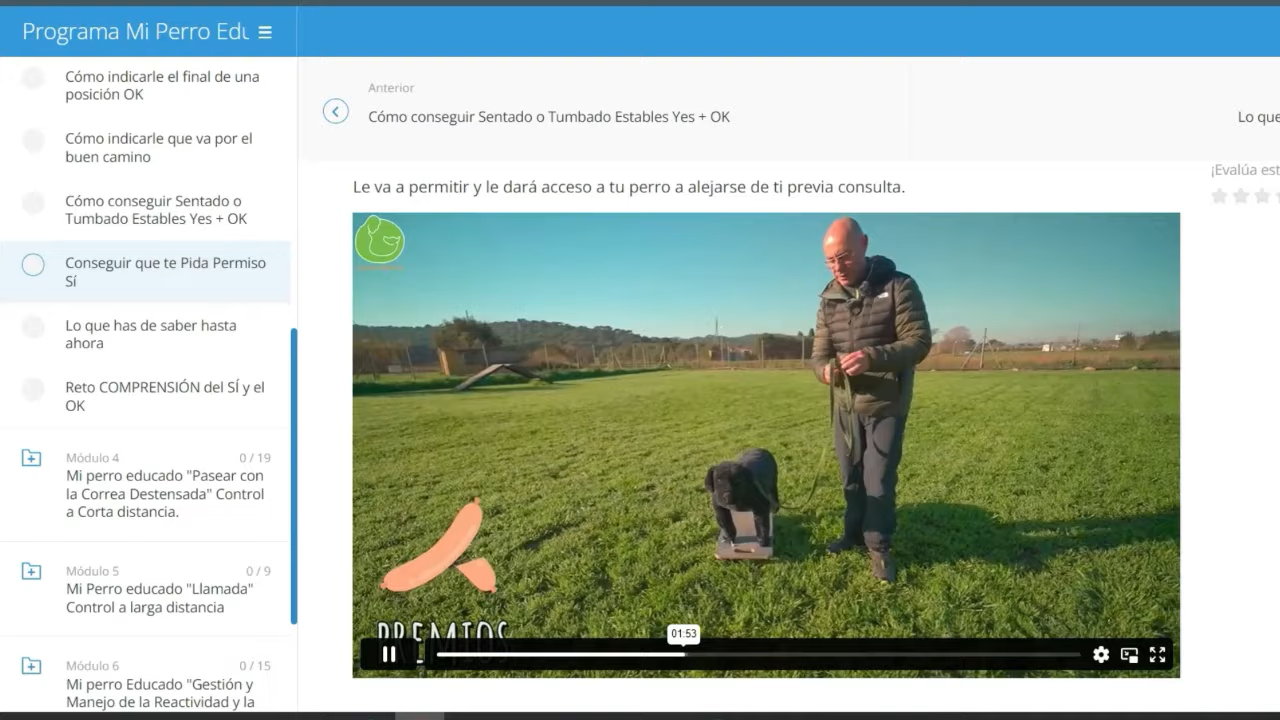 Programa Mi Perro Edu
Cómo indicarle el final de una
posición OK
Cómo indicarle que va por el
buen camino
Cómo conseguir Sentado o
Tumbado Estables Yes + OK
Conseguir que te Pida Permiso
Sí
Lo que has de saber hasta
ahora
Reto COMPRENSIÓN del SÍ y el
OK
Módulo 4 0 / 19
Mi perro educado "Pasear con
la Correa Destensada" Control
a Corta distancia.
Módulo 5 0 / 9
Mi Perro educado "Llamada"
Control a larga distancia
Módulo 6 0 / 15
Mi perro Educado "Gestión y
Manejo de la Reactividad y la
Anterior
Cómo conseguir Sentado o Tumbado Estables Yes + OK
Lo que
¡Evalúa est
Le va a permitir y le dará acceso a tu perro a alejarse de ti previa consulta.
PREMIOS
01:53